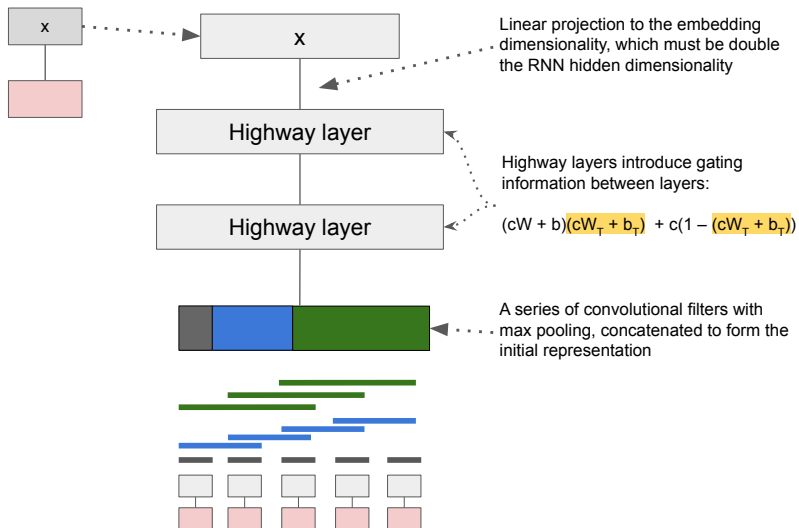 x
x
Linear projection to the embedding
dimensionality, which must be double
the RNN hidden dimensionality
Highway layer
Highway layers introduce gating
information between layers:
(cW + b)(cW_T + b_T) + c(1 – (cW_T + b_T))
Highway layer
A series of convolutional filters with
max pooling, concatenated to form the
initial representation